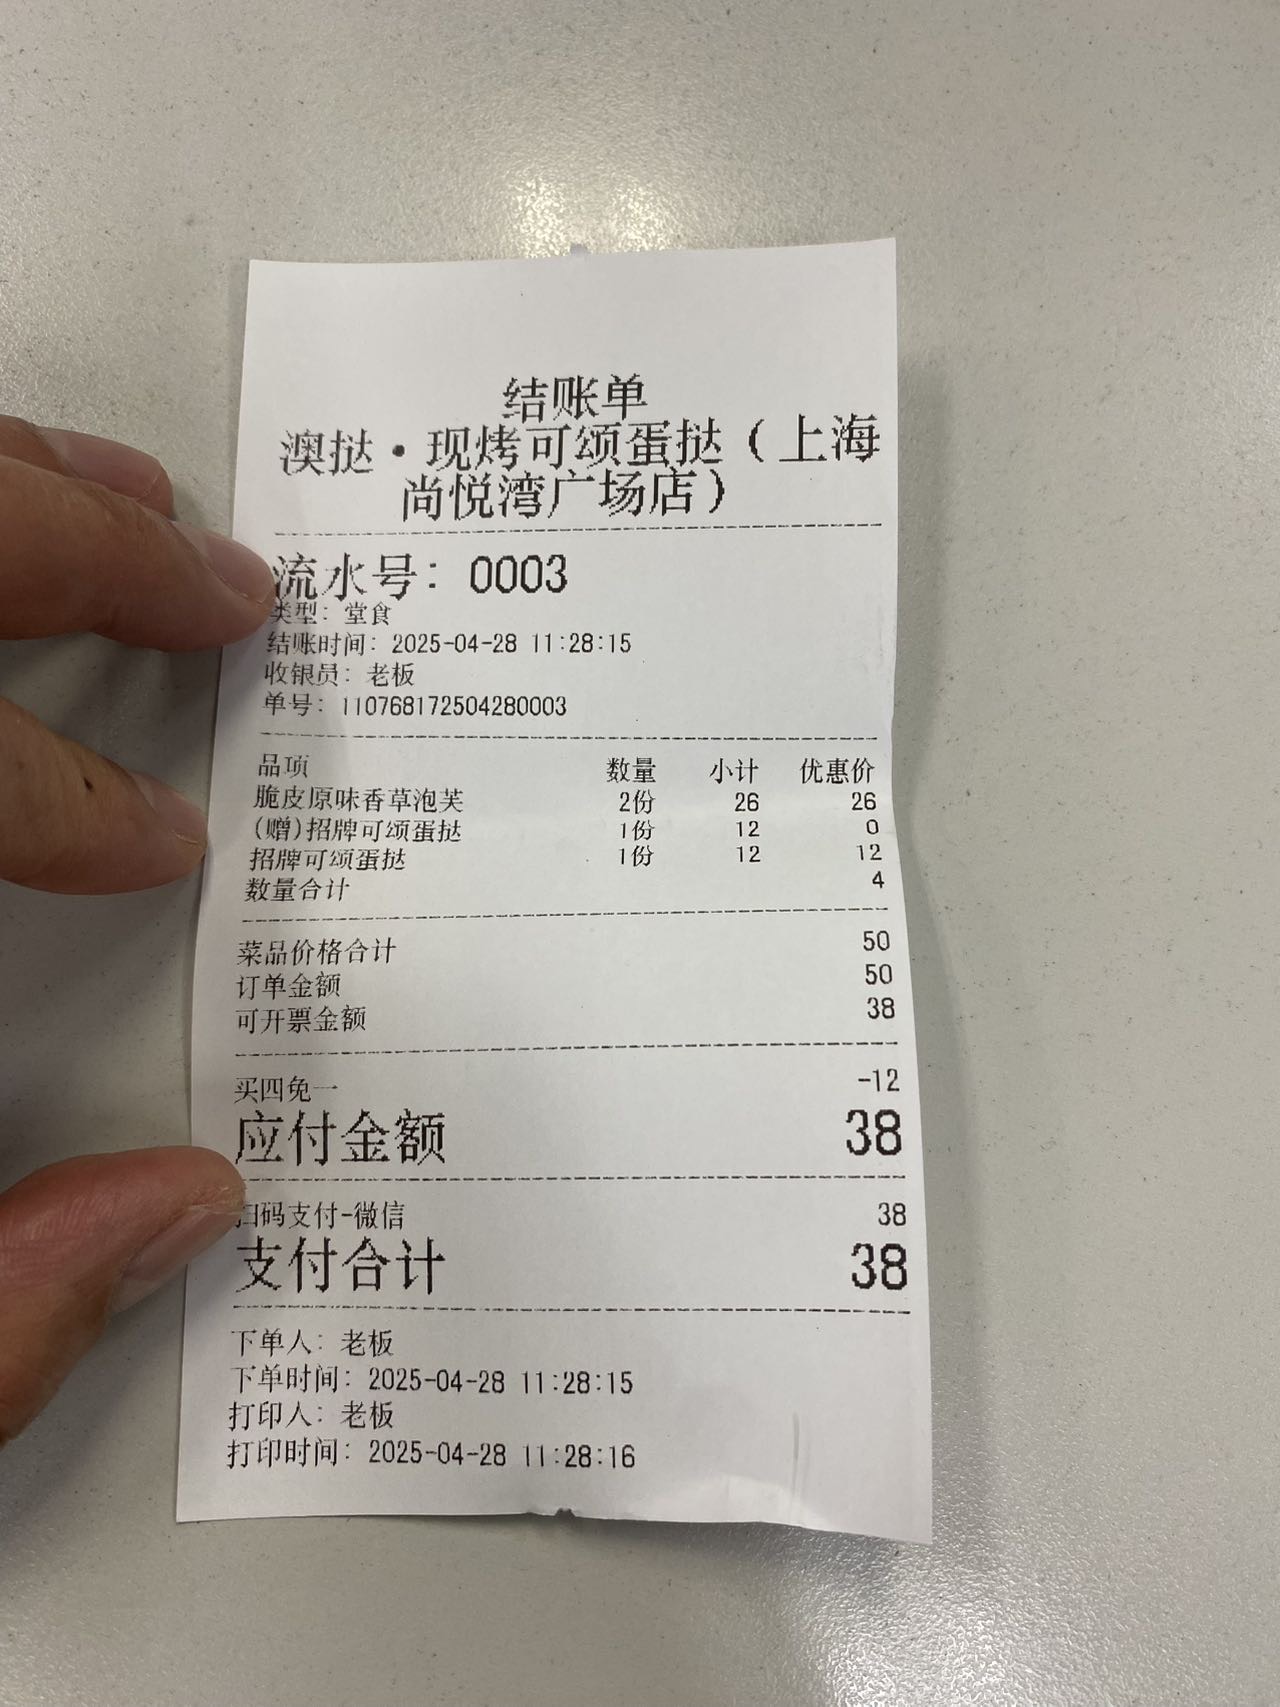 结账单
澳挞·现烤可颂蛋挞(上海
尚悦湾广场店)
流水号: 0003
类型: 堂食
结账时间: 2025-04-28 11:28:15
收银员: 老板
单号: 110768172504280003
品项 数量 小计 优惠价
脆皮原味香草泡芙 2份 26 26
(赠)招牌可颂蛋挞 1份 12 0
招牌可颂蛋挞 1份 12 12
数量合计 4
菜品价格合计 50
订单金额 50
可开票金额 38
买四免一 -12
应付金额 38
扫码支付-微信 38
支付合计 38
下单人: 老板
下单时间: 2025-04-28 11:28:15
打印人: 老板
打印时间: 2025-04-28 11:28:16